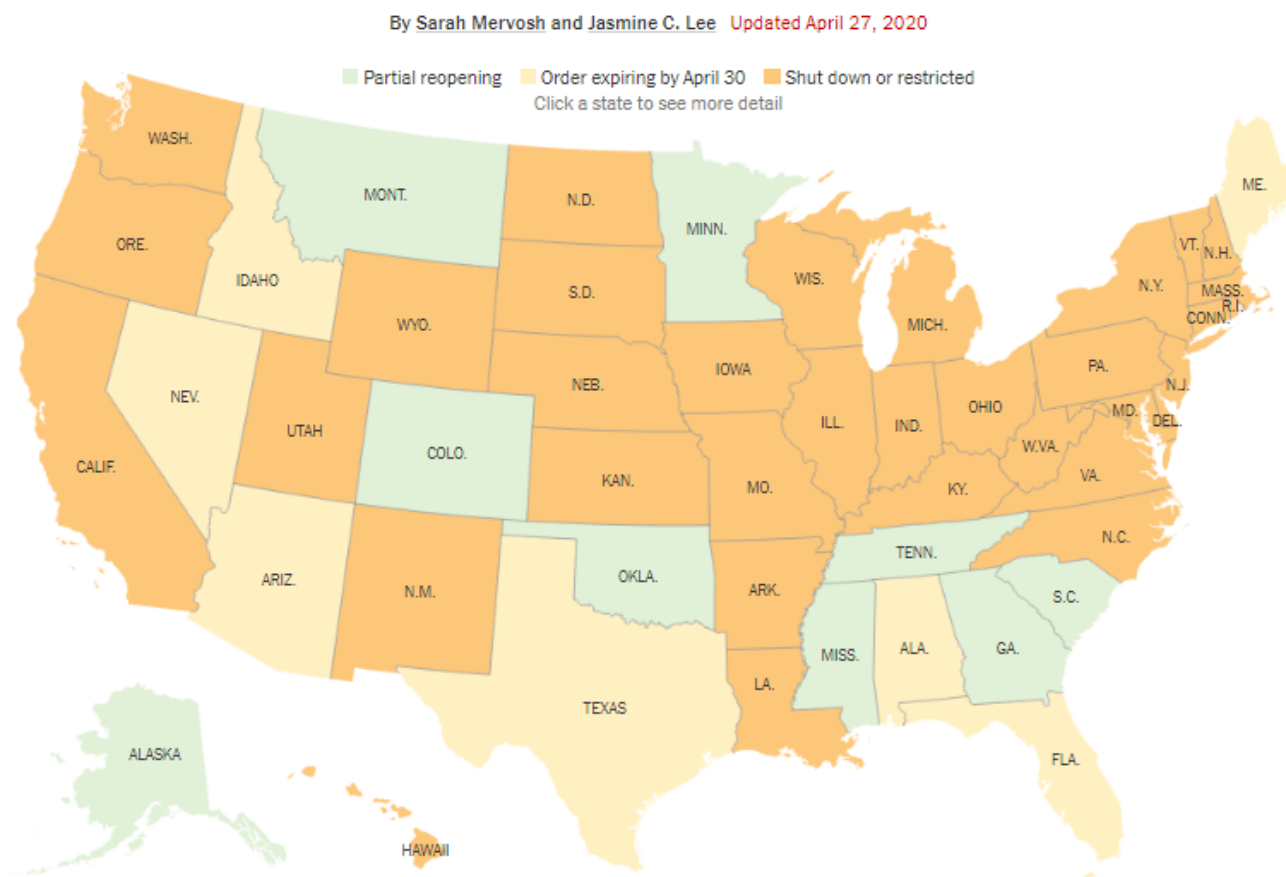 By Sarah Mervosh and Jasmine C. Lee Updated April 27, 2020
Partial reopening Order expiring by April 30 Shut down or restricted
Click a state to see more detail
WASH.
MONT.
N.D.
MINN.
ME.
ORE.
IDAHO
S.D.
WIS.
VT.
N.H.
WYO.
MICH.
N.Y.
MASS.
R.I.
CONN.
NEV.
NEB.
IOWA
PA.
N.J.
UTAH
COLO.
ILL.
IND.
OHIO
MD.
DEL.
CALIF.
KAN.
MO.
W.VA.
VA.
KY.
ARIZ.
N.M.
OKLA.
ARK.
TENN.
N.C.
S.C.
TEXAS
LA.
MISS.
ALA.
GA.
ALASKA
FLA.
HAWAII